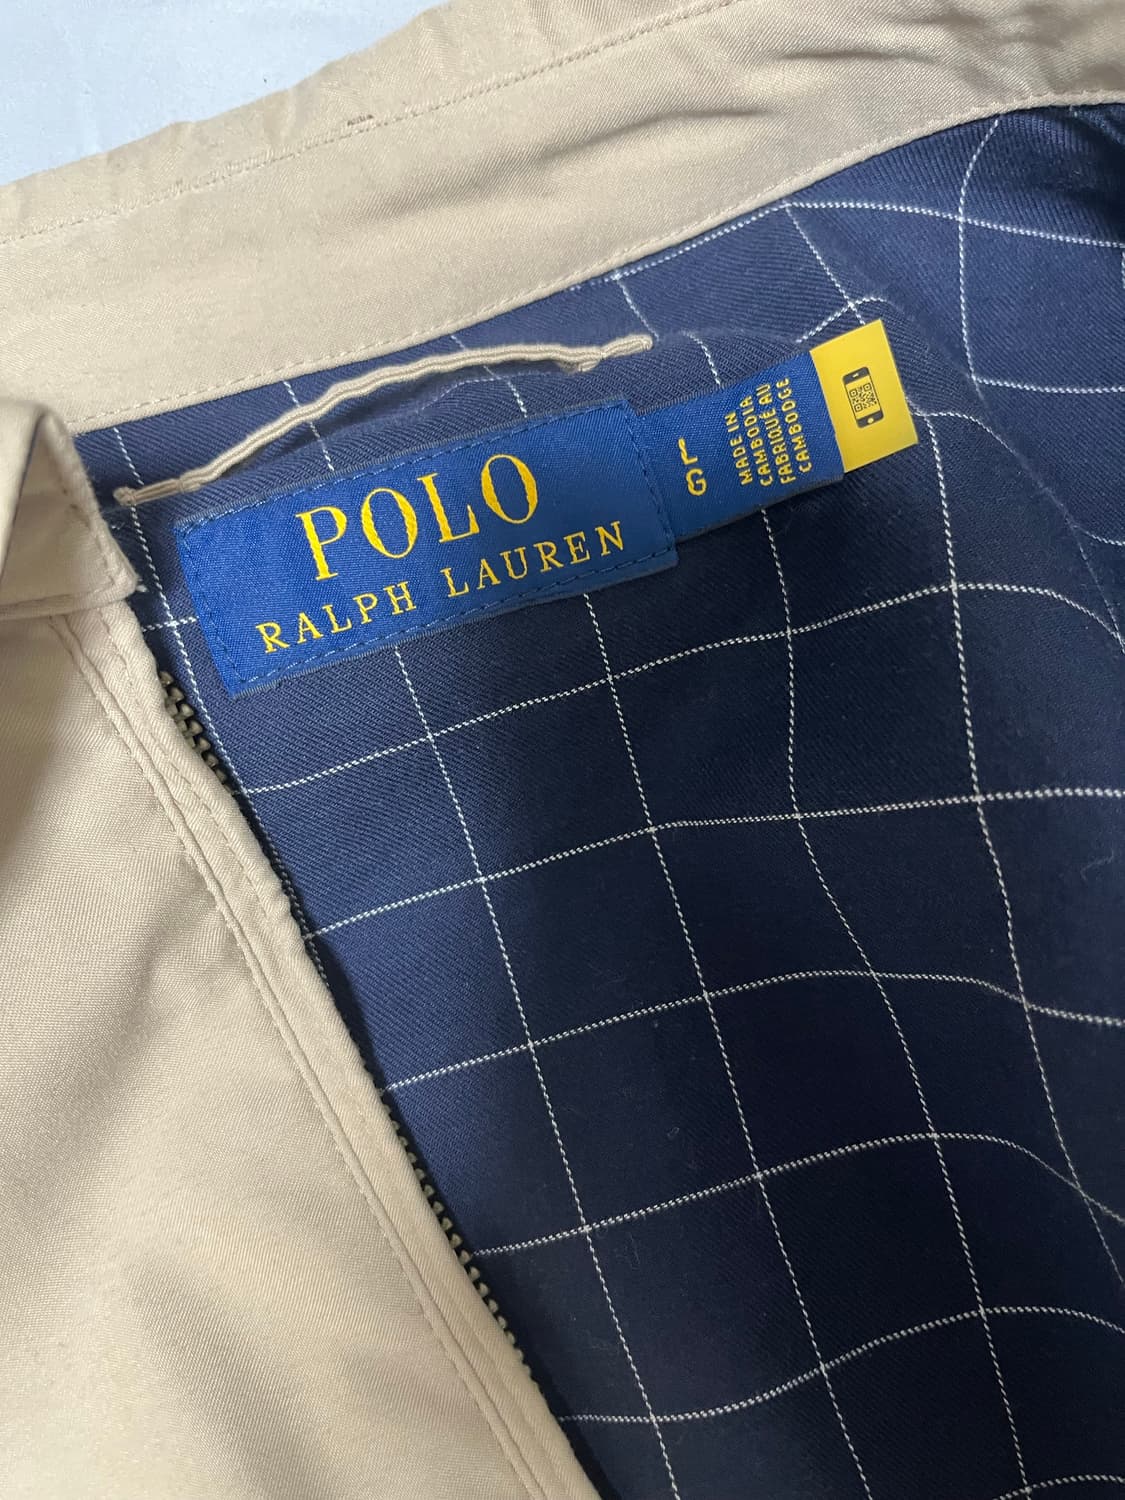 POLO
RALPH LAUREN
L
G
MADE IN
CAMBODIA
FABRIQUÉ AU
CAMBODGE